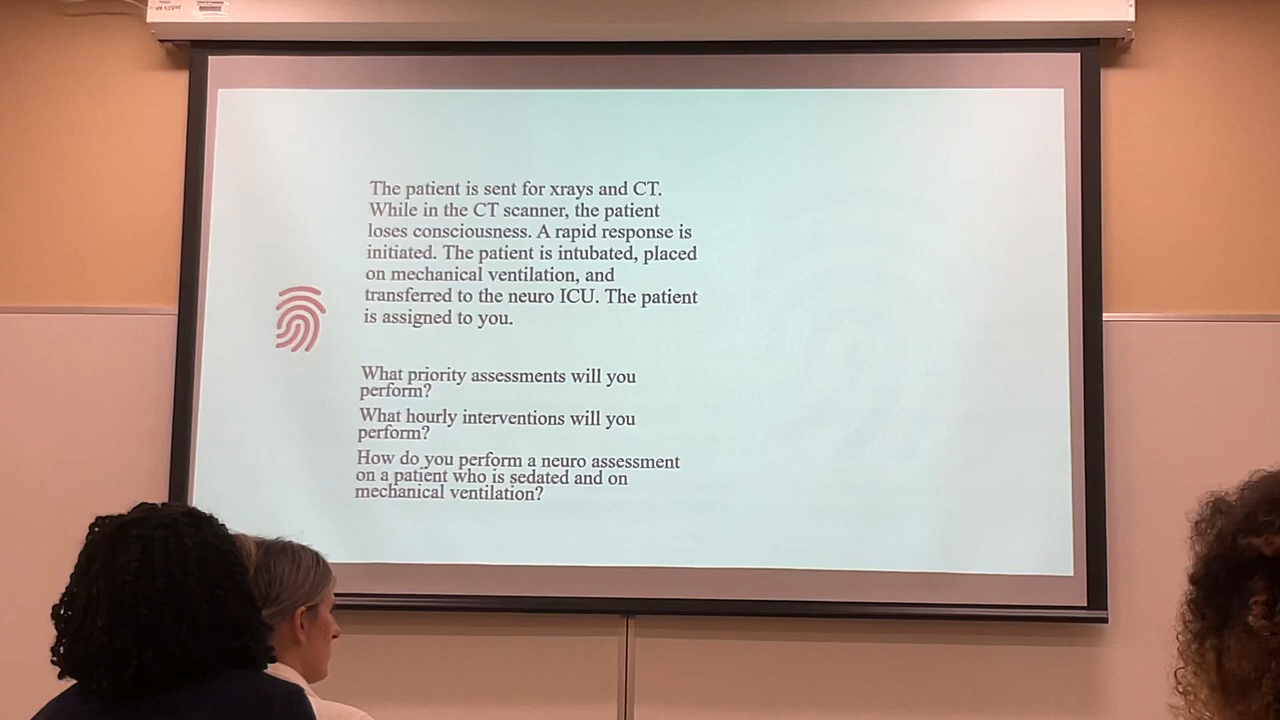 The patient is sent for xrays and CT.
While in the CT scanner, the patient
loses consciousness. A rapid response is
initiated. The patient is intubated, placed
on mechanical ventilation, and
transferred to the neuro ICU. The patient
is assigned to you.
What priority assessments will you
perform?
What hourly interventions will you
perform?
How do you perform a neuro assessment
on a patient who is sedated and on
mechanical ventilation?